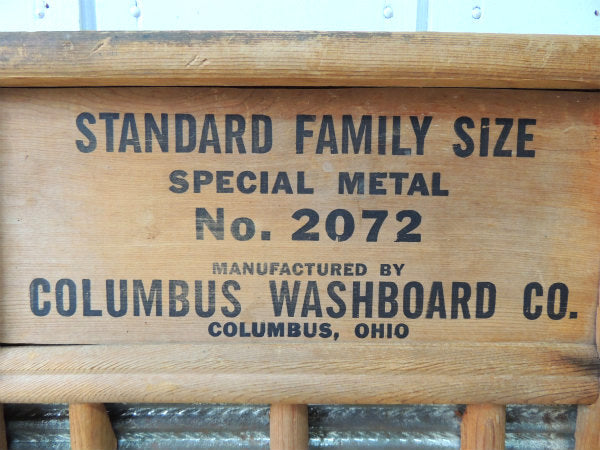 STANDARD FAMILY SIZE
SPECIAL METAL
No. 2072
MANUFACTURED BY
COLUMBUS WASHBOARD CO.
COLUMBUS, OHIO